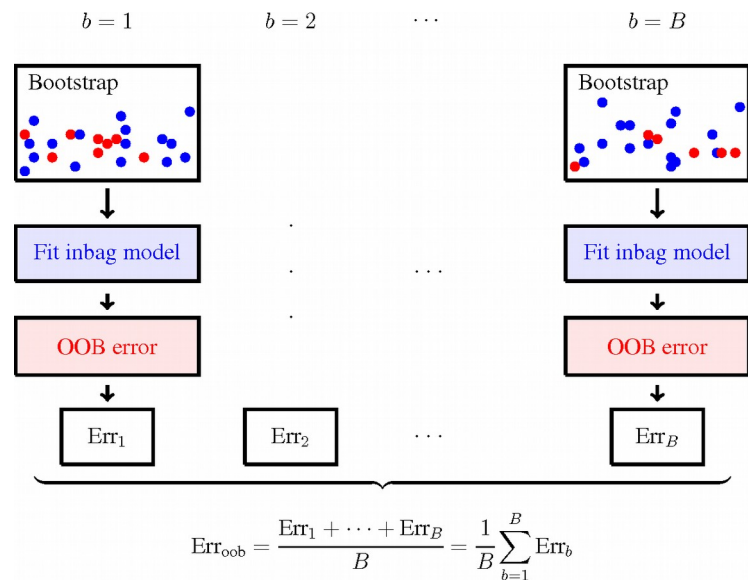 b = 1 b = 2 ⋯ b = B
Bootstrap Bootstrap
Fit inbag model ⋯ Fit inbag model
OOB error OOB error
Err₁ Err₂ ⋯ Err_B
Err_oob = (Err₁ + ⋯ + Err_B) / B = (1/B) ∑_{b=1}^{B} Err_b